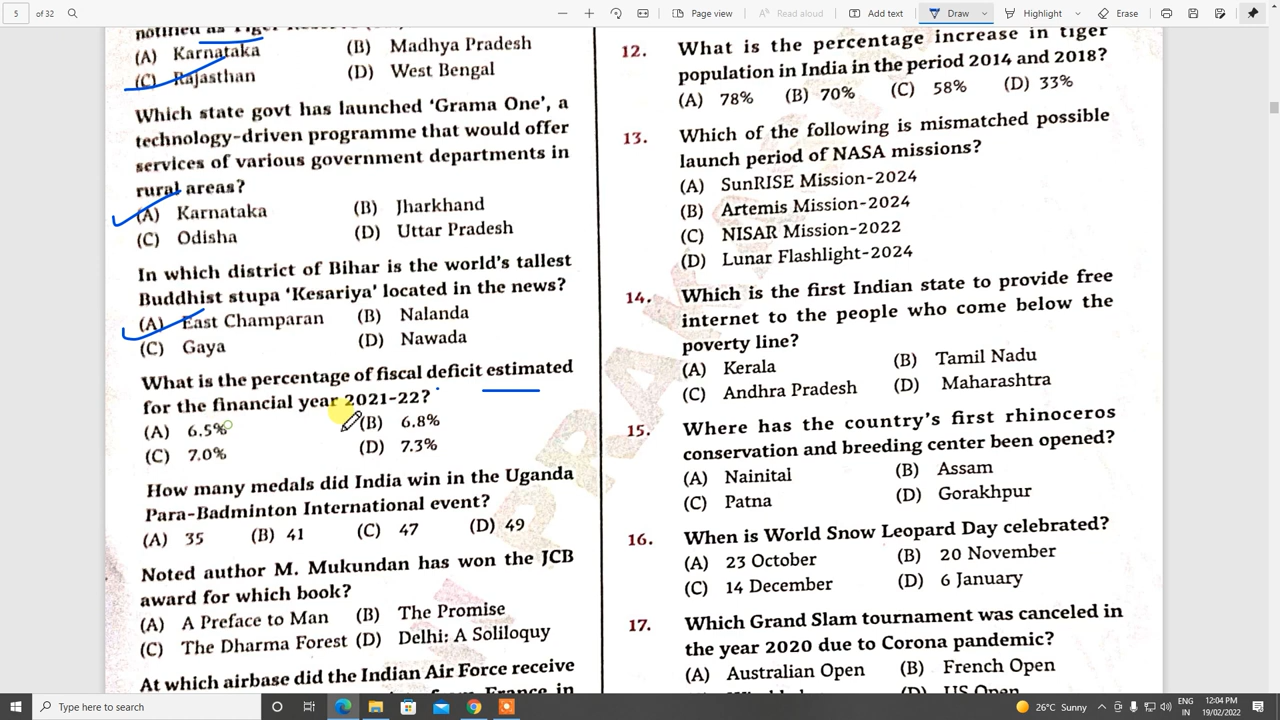 5 of 32
Page view
Read aloud
Add text
Draw
Highlight
Erase
notified as Tiger
(A) Karnataka (B) Madhya Pradesh
(C) Rajasthan (D) West Bengal
Which state govt has launched ‘Grama One’, a
technology-driven programme that would offer
services of various government departments in
rural areas?
(A) Karnataka (B) Jharkhand
(C) Odisha (D) Uttar Pradesh
In which district of Bihar is the world’s tallest
Buddhist stupa ‘Kesariya’ located in the news?
(A) East Champaran (B) Nalanda
(C) Gaya (D) Nawada
What is the percentage of fiscal deficit estimated
for the financial year 2021-22?
(A) 6.5% (B) 6.8%
(C) 7.0% (D) 7.3%
How many medals did India win in the Uganda
Para-Badminton International event?
(A) 35 (B) 41 (C) 47 (D) 49
Noted author M. Mukundan has won the JCB
award for which book?
(A) A Preface to Man (B) The Promise
(C) The Dharma Forest (D) Delhi: A Soliloquy
At which airbase did the Indian Air Force receive
from France in
12. What is the percentage increase in tiger
population in India in the period 2014 and 2018?
(A) 78% (B) 70% (C) 58% (D) 33%
13. Which of the following is mismatched possible
launch period of NASA missions?
(A) SunRISE Mission-2024
(B) Artemis Mission-2024
(C) NISAR Mission-2022
(D) Lunar Flashlight-2024
14. Which is the first Indian state to provide free
internet to the people who come below the
poverty line?
(A) Kerala (B) Tamil Nadu
(C) Andhra Pradesh (D) Maharashtra
15. Where has the country’s first rhinoceros
conservation and breeding center been opened?
(A) Nainital (B) Assam
(C) Patna (D) Gorakhpur
16. When is World Snow Leopard Day celebrated?
(A) 23 October (B) 20 November
(C) 14 December (D) 6 January
17. Which Grand Slam tournament was canceled in
the year 2020 due to Corona pandemic?
(A) Australian Open (B) French Open
(D) US Open
Type here to search
26°C Sunny
ENG
IN
12:04 PM
19/02/2022